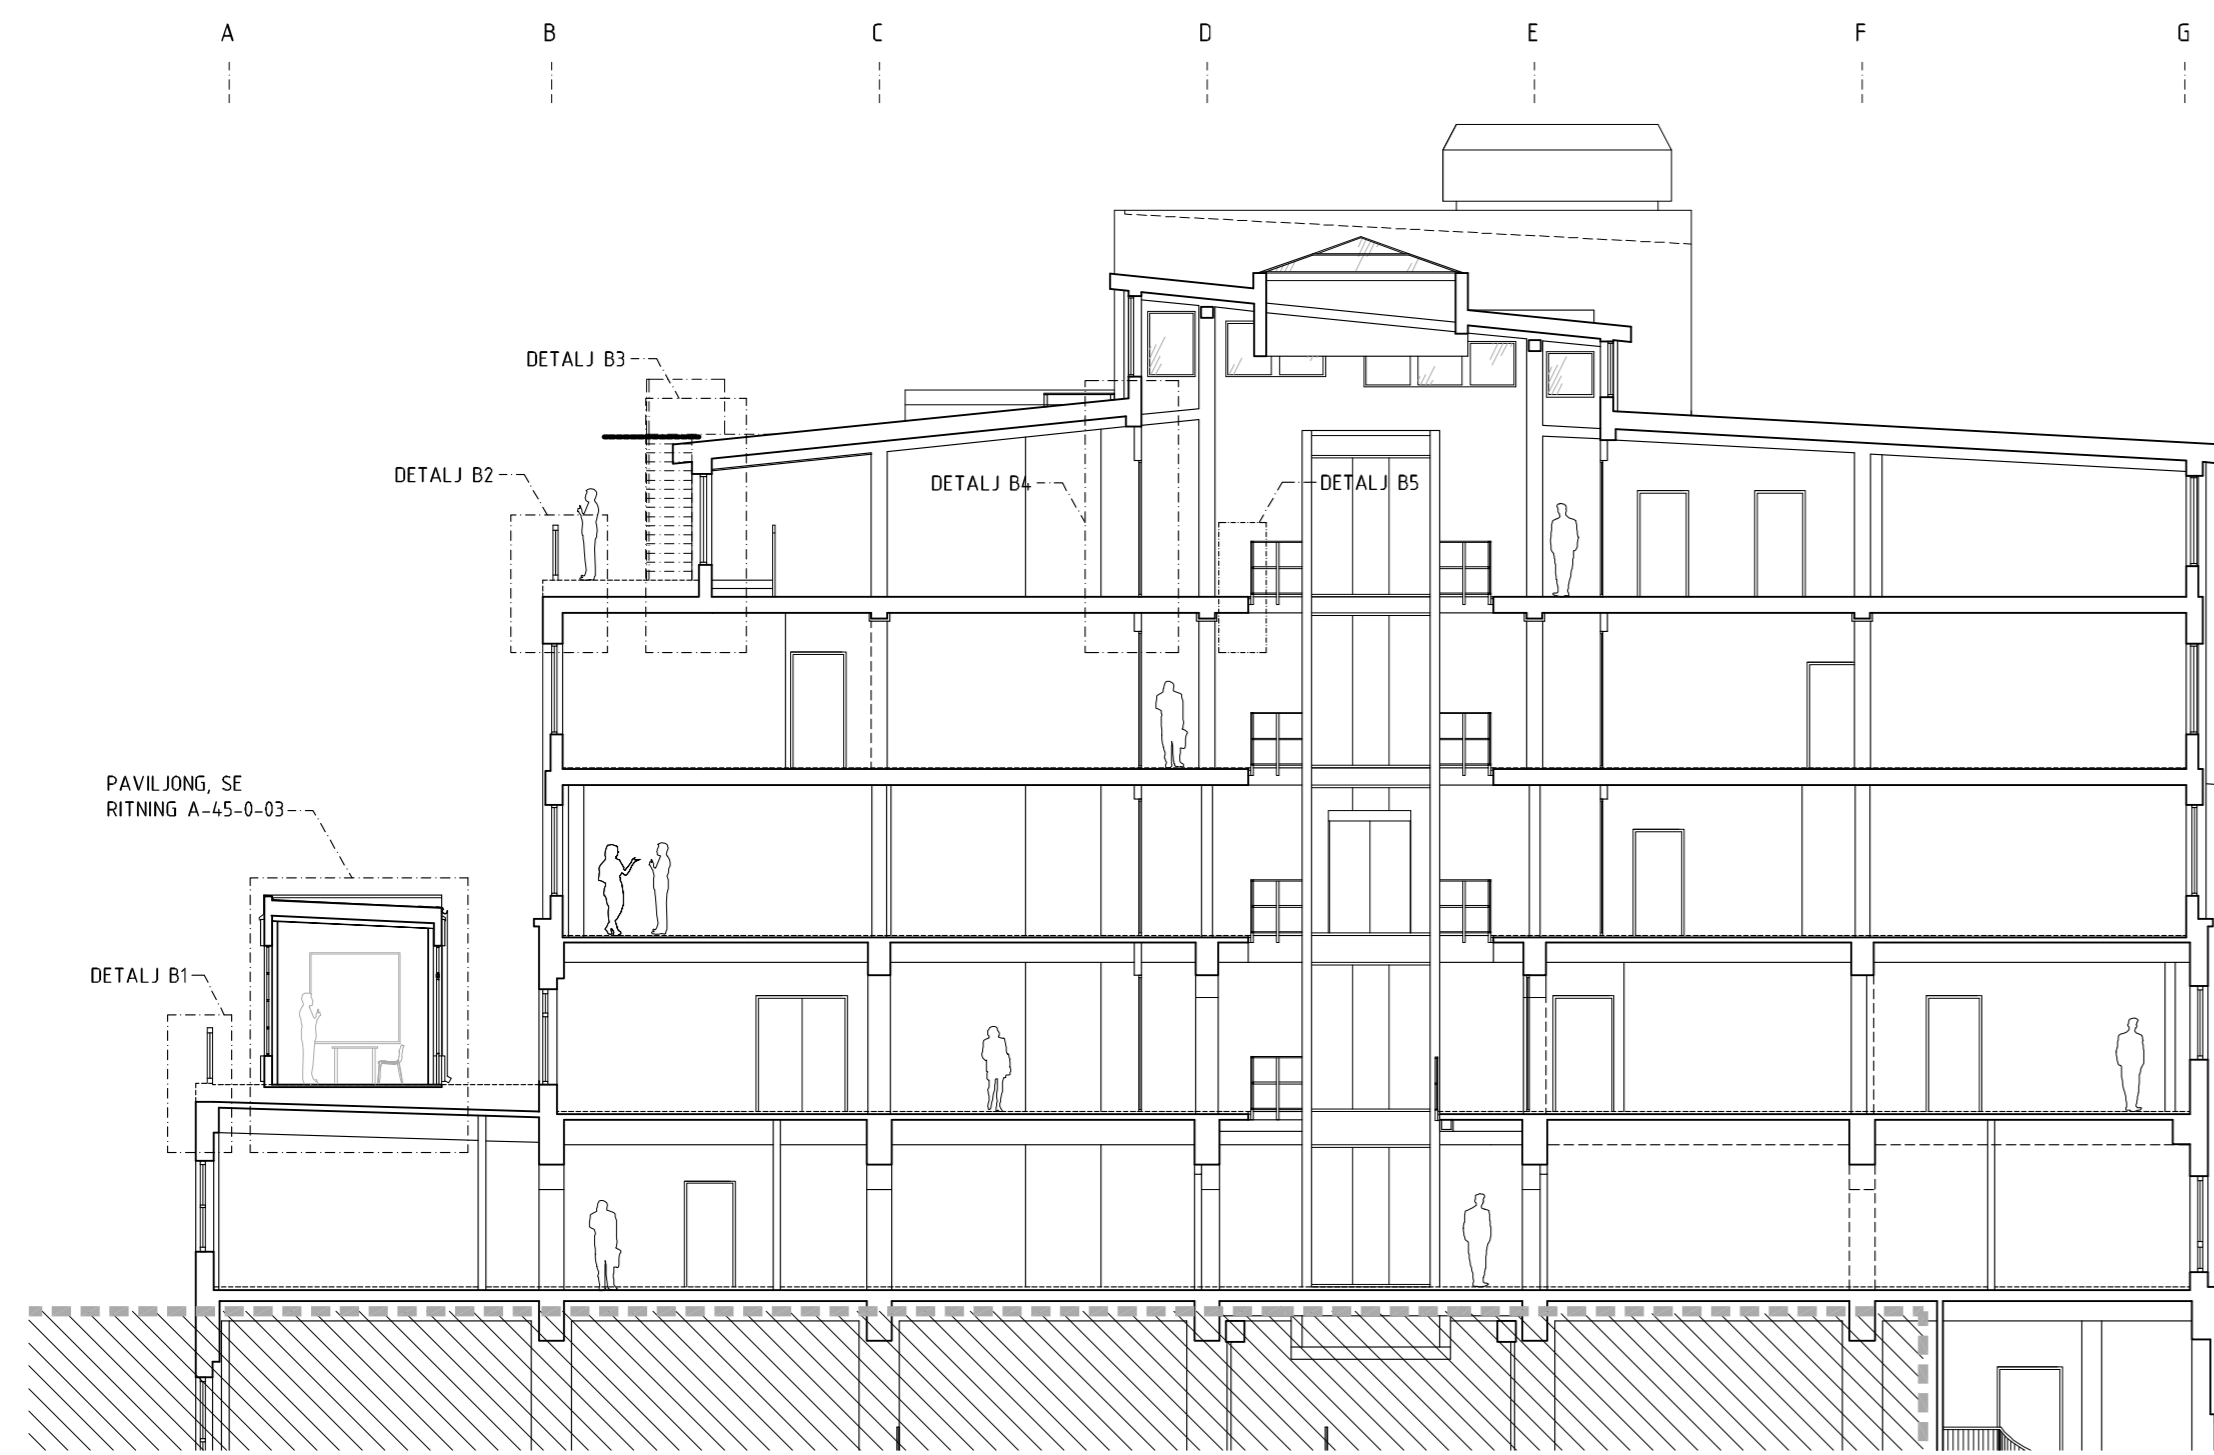 A B C D E F G
DETALJ B3
DETALJ B2
DETALJ B4
DETALJ B5
PAVILJONG, SE
RITNING A-45-0-03
DETALJ B1